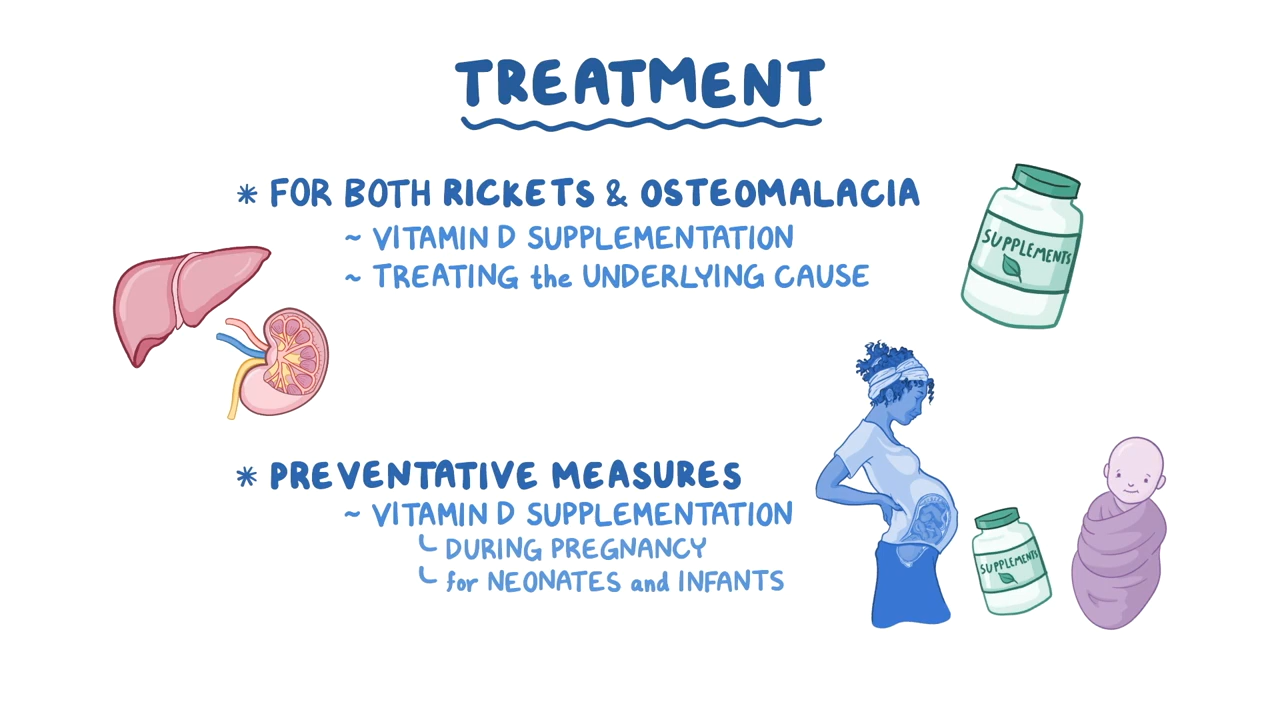 TREATMENT
* FOR BOTH RICKETS & OSTEOMALACIA
~ VITAMIN D SUPPLEMENTATION
~ TREATING the UNDERLYING CAUSE
SUPPLEMENTS
* PREVENTATIVE MEASURES
~ VITAMIN D SUPPLEMENTATION
DURING PREGNANCY
for NEONATES and INFANTS
SUPPLEMENTS